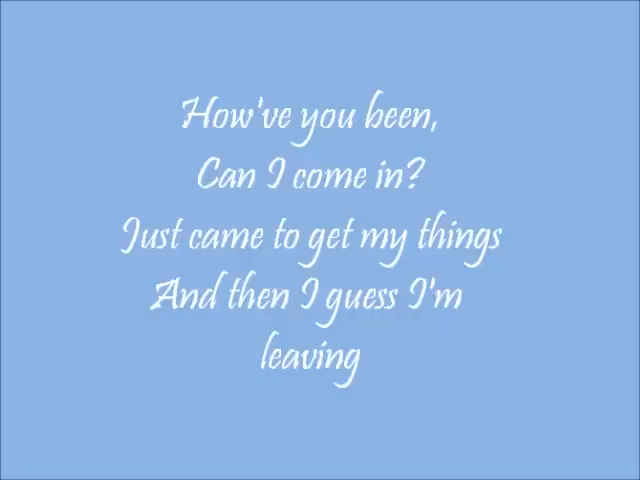 How've you been,
Can I come in?
Just came to get my things
And then I guess I'm
leaving